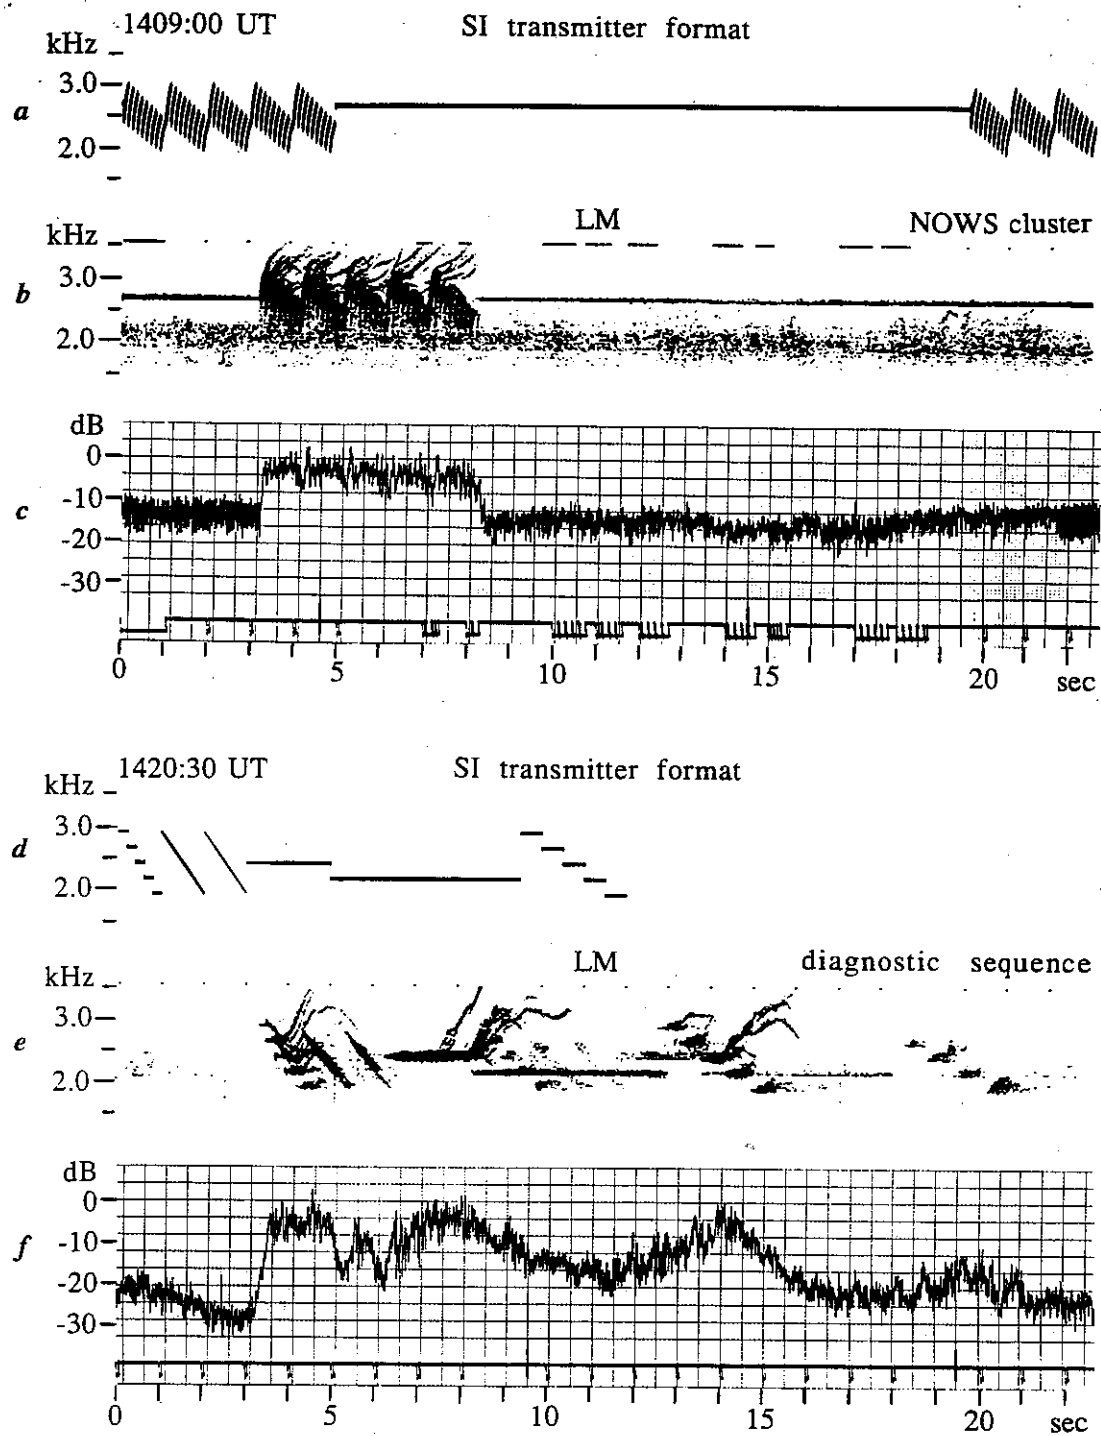 1409:00 UT SI transmitter format
kHz
3.0
a
2.0
LM NOWS cluster
kHz
3.0
b
2.0
dB
0
-10
c
-20
-30
0 5 10 15 20 sec
1420:30 UT SI transmitter format
kHz
3.0
d
2.0
LM diagnostic sequence
kHz
3.0
e
2.0
dB
0
-10
f
-20
-30
0 5 10 15 20 sec